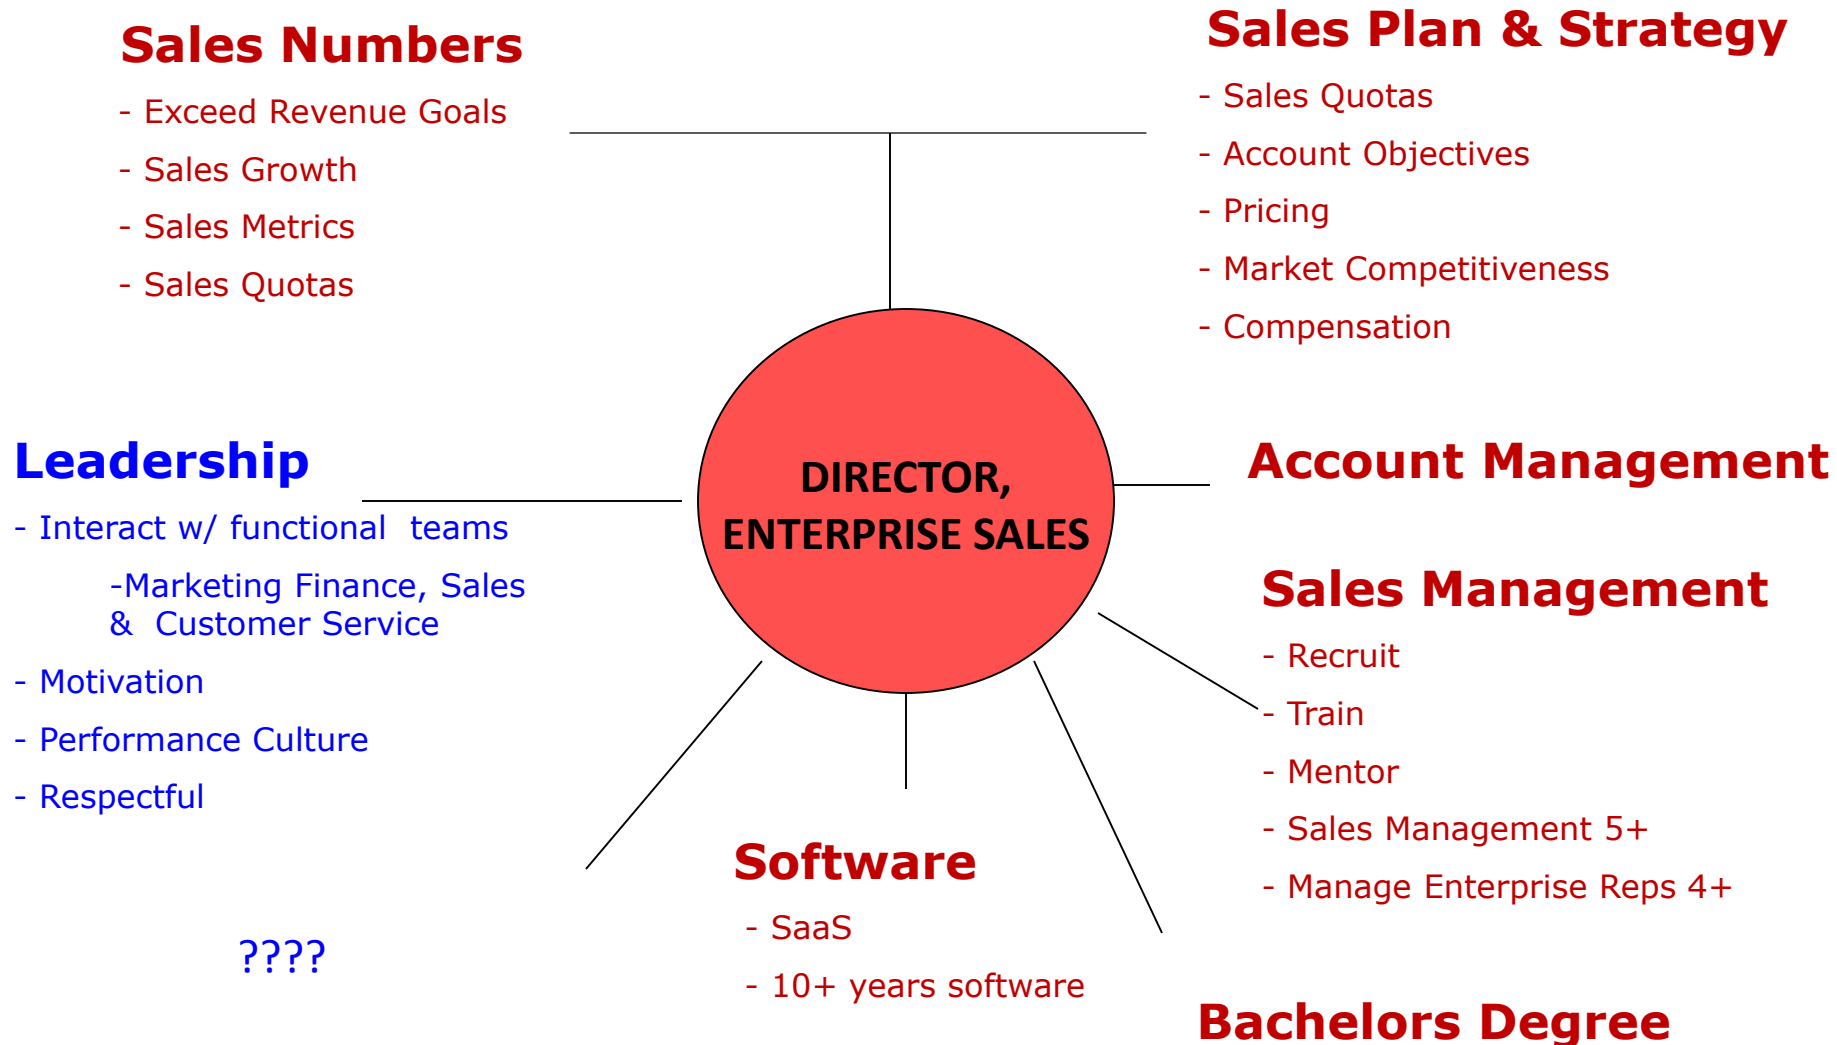 Sales Numbers
- Exceed Revenue Goals
- Sales Growth
- Sales Metrics
- Sales Quotas
Sales Plan & Strategy
- Sales Quotas
- Account Objectives
- Pricing
- Market Competitiveness
- Compensation
Leadership
- Interact w/ functional  teams
-Marketing Finance, Sales
&  Customer Service
- Motivation
- Performance Culture
- Respectful
DIRECTOR,
ENTERPRISE SALES
Account Management
Sales Management
- Recruit
- Train
- Mentor
- Sales Management 5+
- Manage Enterprise Reps 4+
????
Software
- SaaS
- 10+ years software
Bachelors Degree